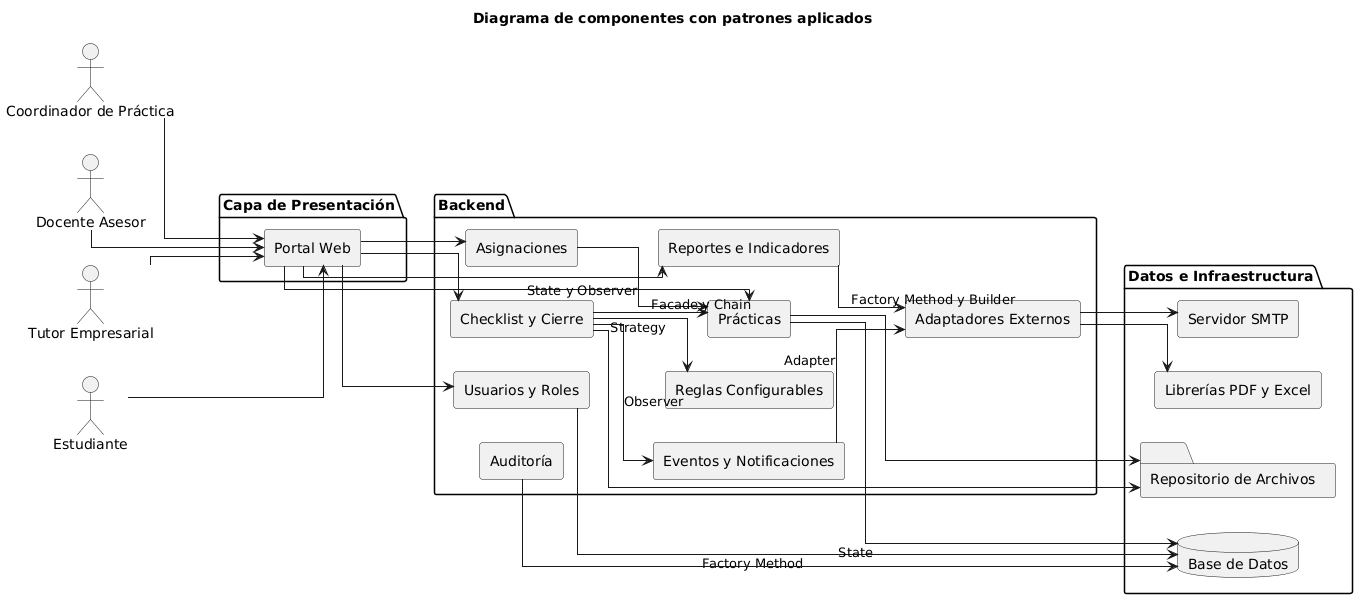 Diagrama de componentes con patrones aplicados
Coordinador de Práctica
Docente Asesor
Tutor Empresarial
Estudiante
Capa de Presentación
Portal Web
Backend
Asignaciones
Reportes e Indicadores
State y Observer
Facade y Chain
Factory Method y Builder
Checklist y Cierre
Strategy
Prácticas
Adaptadores Externos
Adapter
Usuarios y Roles
Reglas Configurables
Observer
Auditoría
Eventos y Notificaciones
State
Factory Method
Datos e Infraestructura
Servidor SMTP
Librerías PDF y Excel
Repositorio de Archivos
Base de Datos